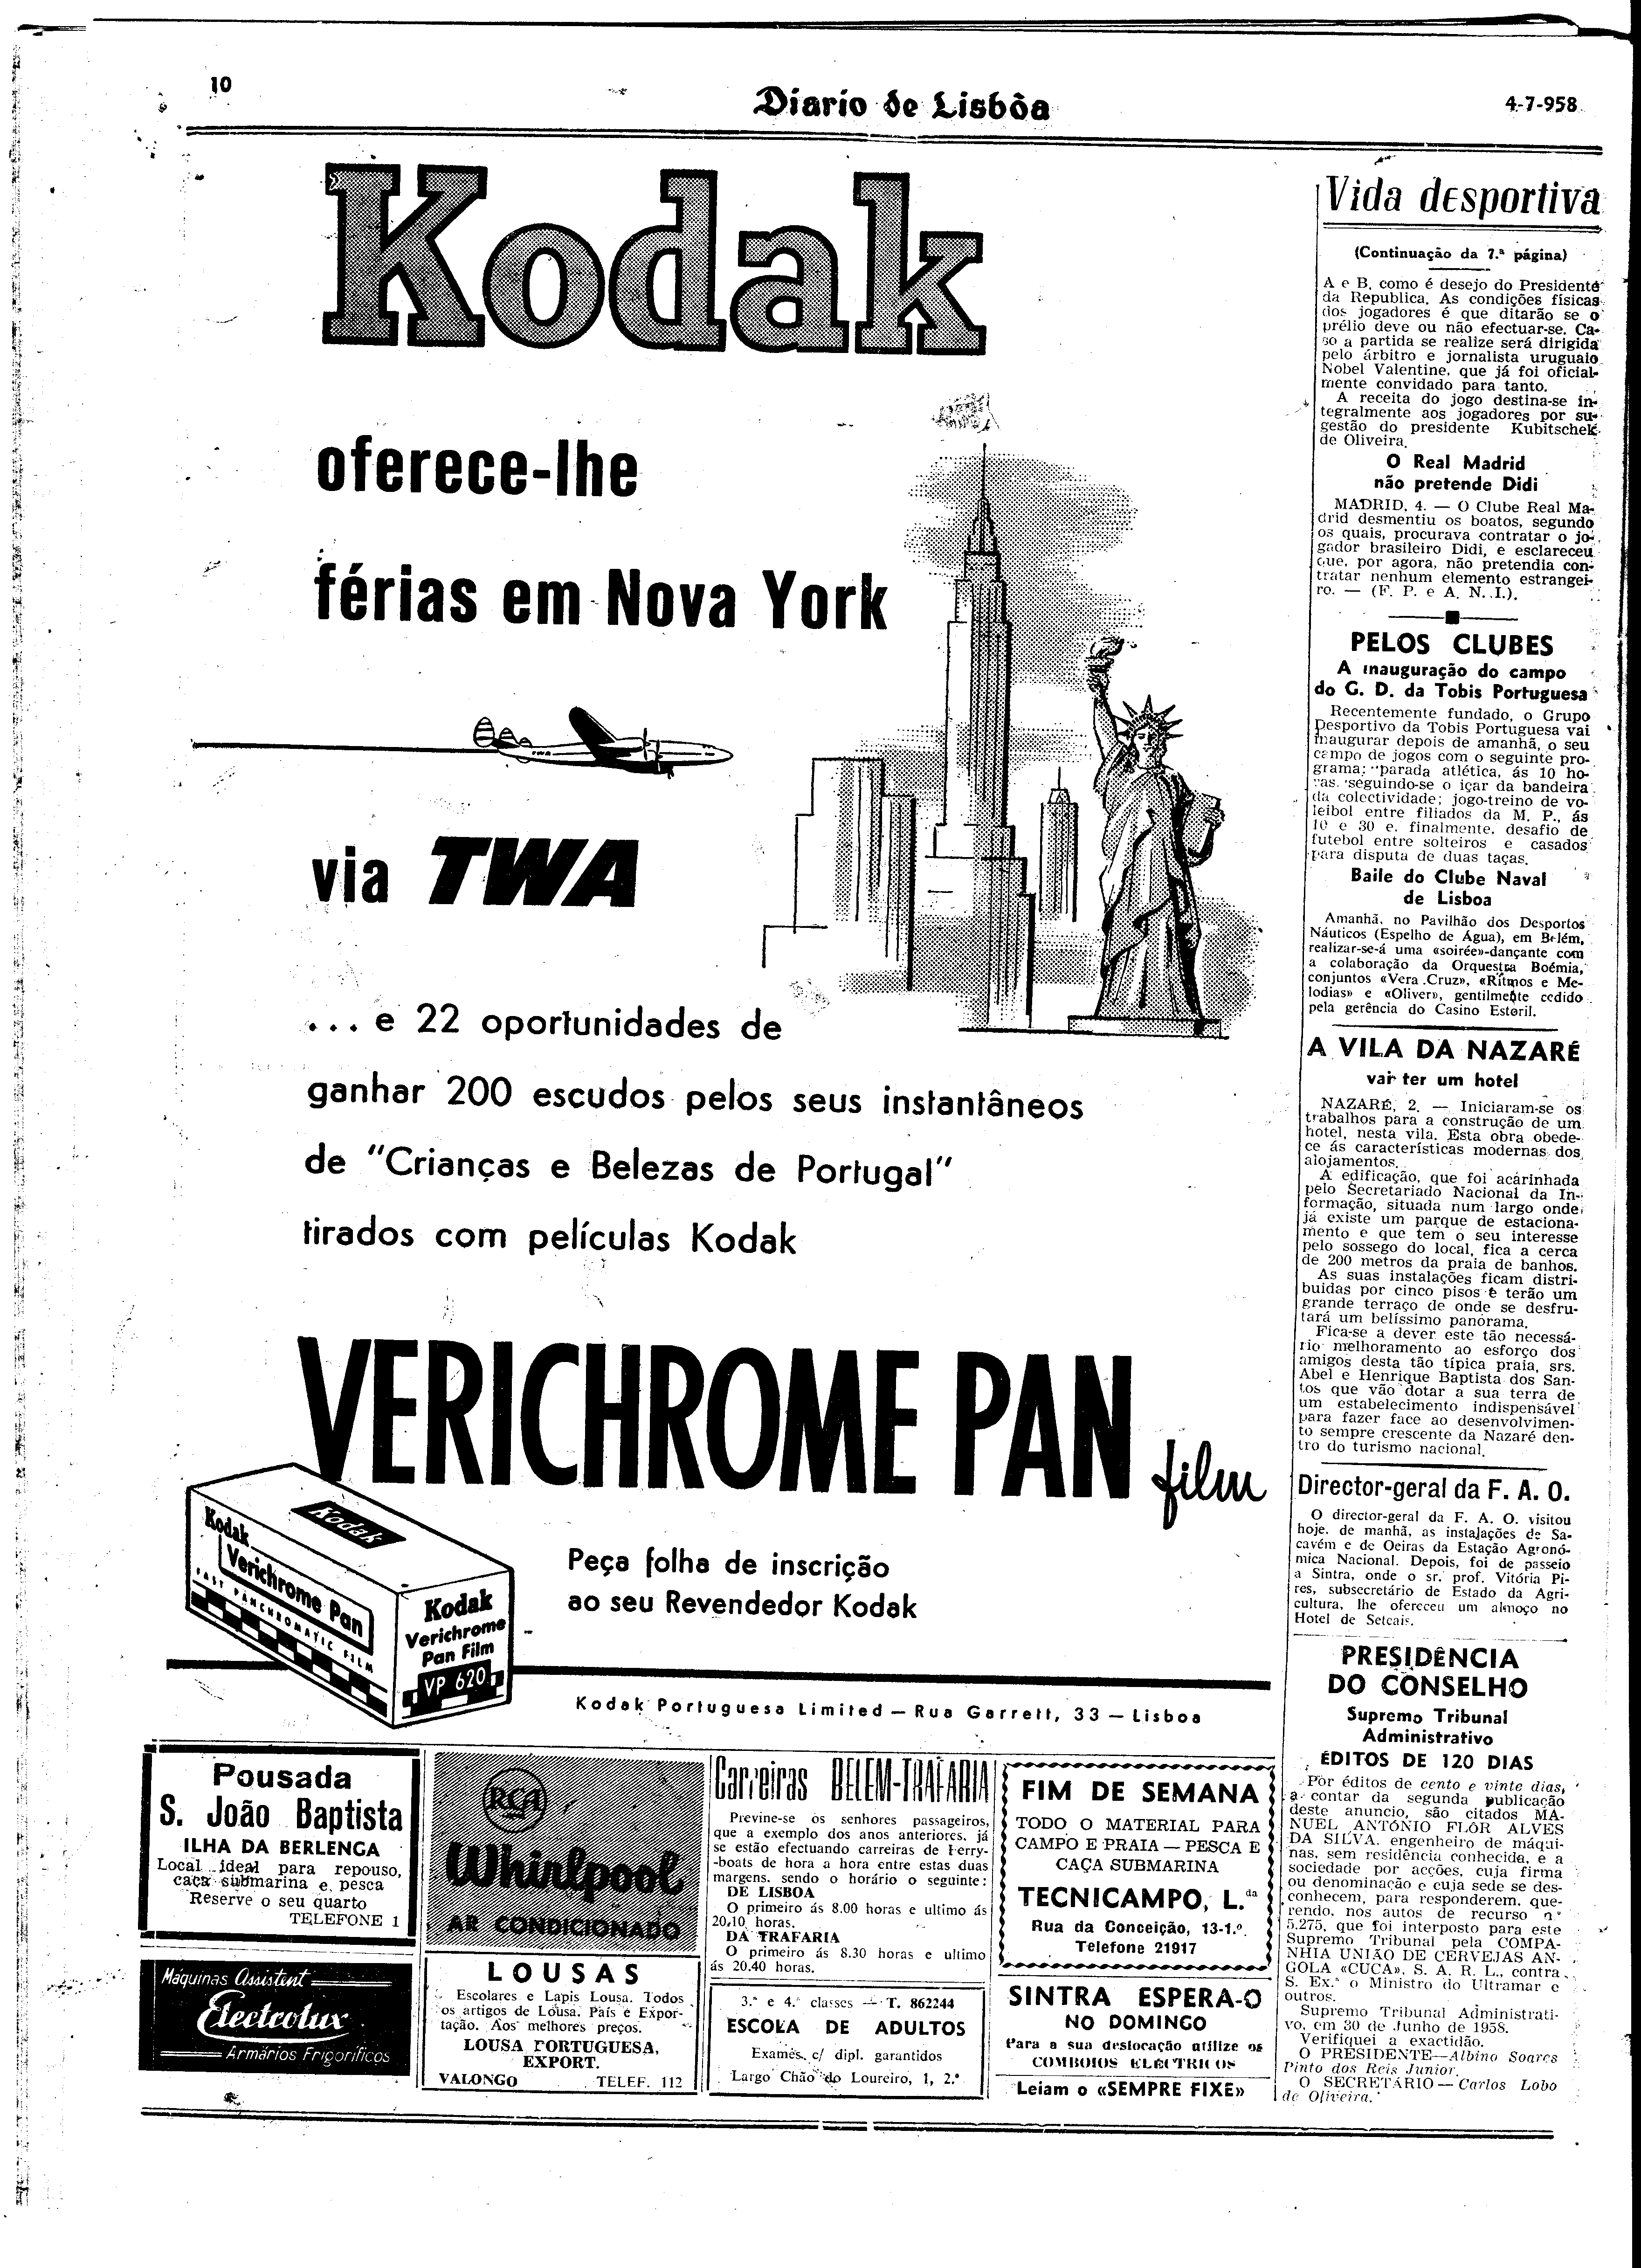 10
Diario de Lisbôa
4-7-958
Kodak
oferece-lhe
férias em Nova York
TWA
via TWA
... e 22 oportunidades de
ganhar 200 escudos pelos seus instantâneos
de "Crianças e Belezas de Portugal"
tirados com películas Kodak
VERICHROME PAN film
Kodak
Kodak
Verichrome Pan
FAST PANCHROMATIC FILM
Kodak
Verichrome
Pan Film
VP 620
Peça folha de inscrição
ao seu Revendedor Kodak
Kodak Portuguesa Limited — Rua Garrett, 33 — Lisboa
Vida desportiva
(Continuação da 7.ª página)
A e B, como é desejo do Presidente
da Republica. As condições físicas
dos jogadores é que ditarão se o
prélio deve ou não efectuar-se. Ca-
so a partida se realize será dirigida
pelo árbitro e jornalista uruguaio
Nobel Valentine, que já foi oficial-
mente convidado para tanto.
A receita do jogo destina-se in-
tegralmente aos jogadores por su-
gestão do presidente Kubitschek
de Oliveira.
O Real Madrid
não pretende Didi
MADRID, 4. — O Clube Real Ma-
drid desmentiu os boatos, segundo
os quais, procurava contratar o jo-
gador brasileiro Didi, e esclareceu
que, por agora, não pretendia con-
tratar nenhum elemento estrangei-
ro. — (F. P. e A. N. I.).
PELOS CLUBES
A inauguração do campo
do G. D. da Tobis Portuguesa
Recentemente fundado, o Grupo
Desportivo da Tobis Portuguesa vai
inaugurar depois de amanhã, o seu
campo de jogos com o seguinte pro-
grama: parada atlética, ás 10 ho-
ras, seguindo-se o içar da bandeira
da colectividade; jogo-treino de vo-
leibol entre filiados da M. P., ás
10 e 30 e, finalmente, desafio de
futebol entre solteiros e casados
para disputa de duas taças.
Baile do Clube Naval
de Lisboa
Amanhã, no Pavilhão dos Desportos
Náuticos (Espelho de Água), em Belém,
realizar-se-á uma «soirée»-dançante com
a colaboração da Orquestra Boémia,
conjuntos «Vera Cruz», «Ritmos e Me-
lodias» e «Oliver», gentilmente cedido
pela gerência do Casino Estoril.
A VILA DA NAZARÉ
vai ter um hotel
NAZARÉ, 2. — Iniciaram-se os
trabalhos para a construção de um
hotel, nesta vila. Esta obra obede-
ce ás características modernas dos
alojamentos.
A edificação, que foi acárinhada
pelo Secretariado Nacional da In-
formação, situada num largo onde
já existe um parque de estaciona-
mento e que tem o seu interesse
pelo sossego do local, fica a cerca
de 200 metros da praia de banhos.
As suas instalações ficam distri-
buidas por cinco pisos e terão um
grande terraço de onde se desfru-
tará um belíssimo panorama.
Fica-se a dever este tão necessá-
rio melhoramento ao esforço dos
amigos desta tão típica praia, srs.
Abel e Henrique Baptista dos San-
tos que vão dotar a sua terra de
um estabelecimento indispensável
para fazer face ao desenvolvimen-
to sempre crescente da Nazaré den-
tro do turismo nacional.
Director-geral da F. A. O.
O director-geral da F. A. O. visitou
hoje, de manhã, as instalações de Sa-
cavém e de Oeiras da Estação Agronó-
mica Nacional. Depois, foi de passeio
a Sintra, onde o sr. prof. Vitória Pi-
res, subsecretário de Estado da Agri-
cultura, lhe ofereceu um almoço no
Hotel de Setcais.
PRESIDÊNCIA
DO CONSELHO
Supremo Tribunal
Administrativo
ÉDITOS DE 120 DIAS
Por éditos de cento e vinte dias,
a contar da segunda publicação
deste anuncio, são citados MA-
NUEL ANTÓNIO FLÓR ALVES
DA SILVA, engenheiro de máqui-
nas, sem residência conhecida, e a
sociedade por acções, cuja firma
ou denominação e cuja sede se des-
conhecem, para responderem, que-
rendo, nos autos de recurso n.º
5.275, que foi interposto para este
Supremo Tribunal pela COMPA-
NHIA UNIÃO DE CERVEJAS AN-
GOLA «CUCA», S. A. R. L., contra
S. Ex.ª o Ministro do Ultramar e
outros.
Supremo Tribunal Administrati-
vo, em 30 de Junho de 1958.
Verifiquei a exactidão.
O PRESIDENTE—Albino Soares
Pinto dos Reis Junior.
O SECRETÁRIO — Carlos Lobo
de Oliveira.
Pousada
S. João Baptista
ILHA DA BERLENGA
Local ideal para repouso,
caça submarina e pesca
Reserve o seu quarto
TELEFONE 1
Máquinas Assistent
Electrolux
Armários Frigoríficos
RCA
Whirlpool
AR CONDICIONADO
LOUSAS
Escolares e Lapis Lousa. Todos
os artigos de Lousa. País e Expor-
tação. Aos melhores preços.
LOUSA PORTUGUESA,
EXPORT.
VALONGO TELEF. 112
Carreiras BELEM-TRAFARIA
Previne-se os senhores passageiros,
que a exemplo dos anos anteriores, já
se estão efectuando carreiras de Ferry-
-boats de hora a hora entre estas duas
margens, sendo o horário o seguinte:
DE LISBOA
O primeiro ás 8.00 horas e ultimo ás
20.10 horas.
DA TRAFARIA
O primeiro ás 8.30 horas e ultimo
ás 20.40 horas.
3.ª e 4.ª classes — T. 862244
ESCOLA DE ADULTOS
Exames c/ dipl. garantidos
Largo Chão do Loureiro, 1, 2.º
FIM DE SEMANA
TODO O MATERIAL PARA
CAMPO E PRAIA — PESCA E
CAÇA SUBMARINA
TECNICAMPO, L.da
Rua da Conceição, 13-1.º
Telefone 21917
SINTRA ESPERA-O
NO DOMINGO
Para a sua deslocação utilize os
COMBOIOS ELÉCTRICOS
Leiam o «SEMPRE FIXE»